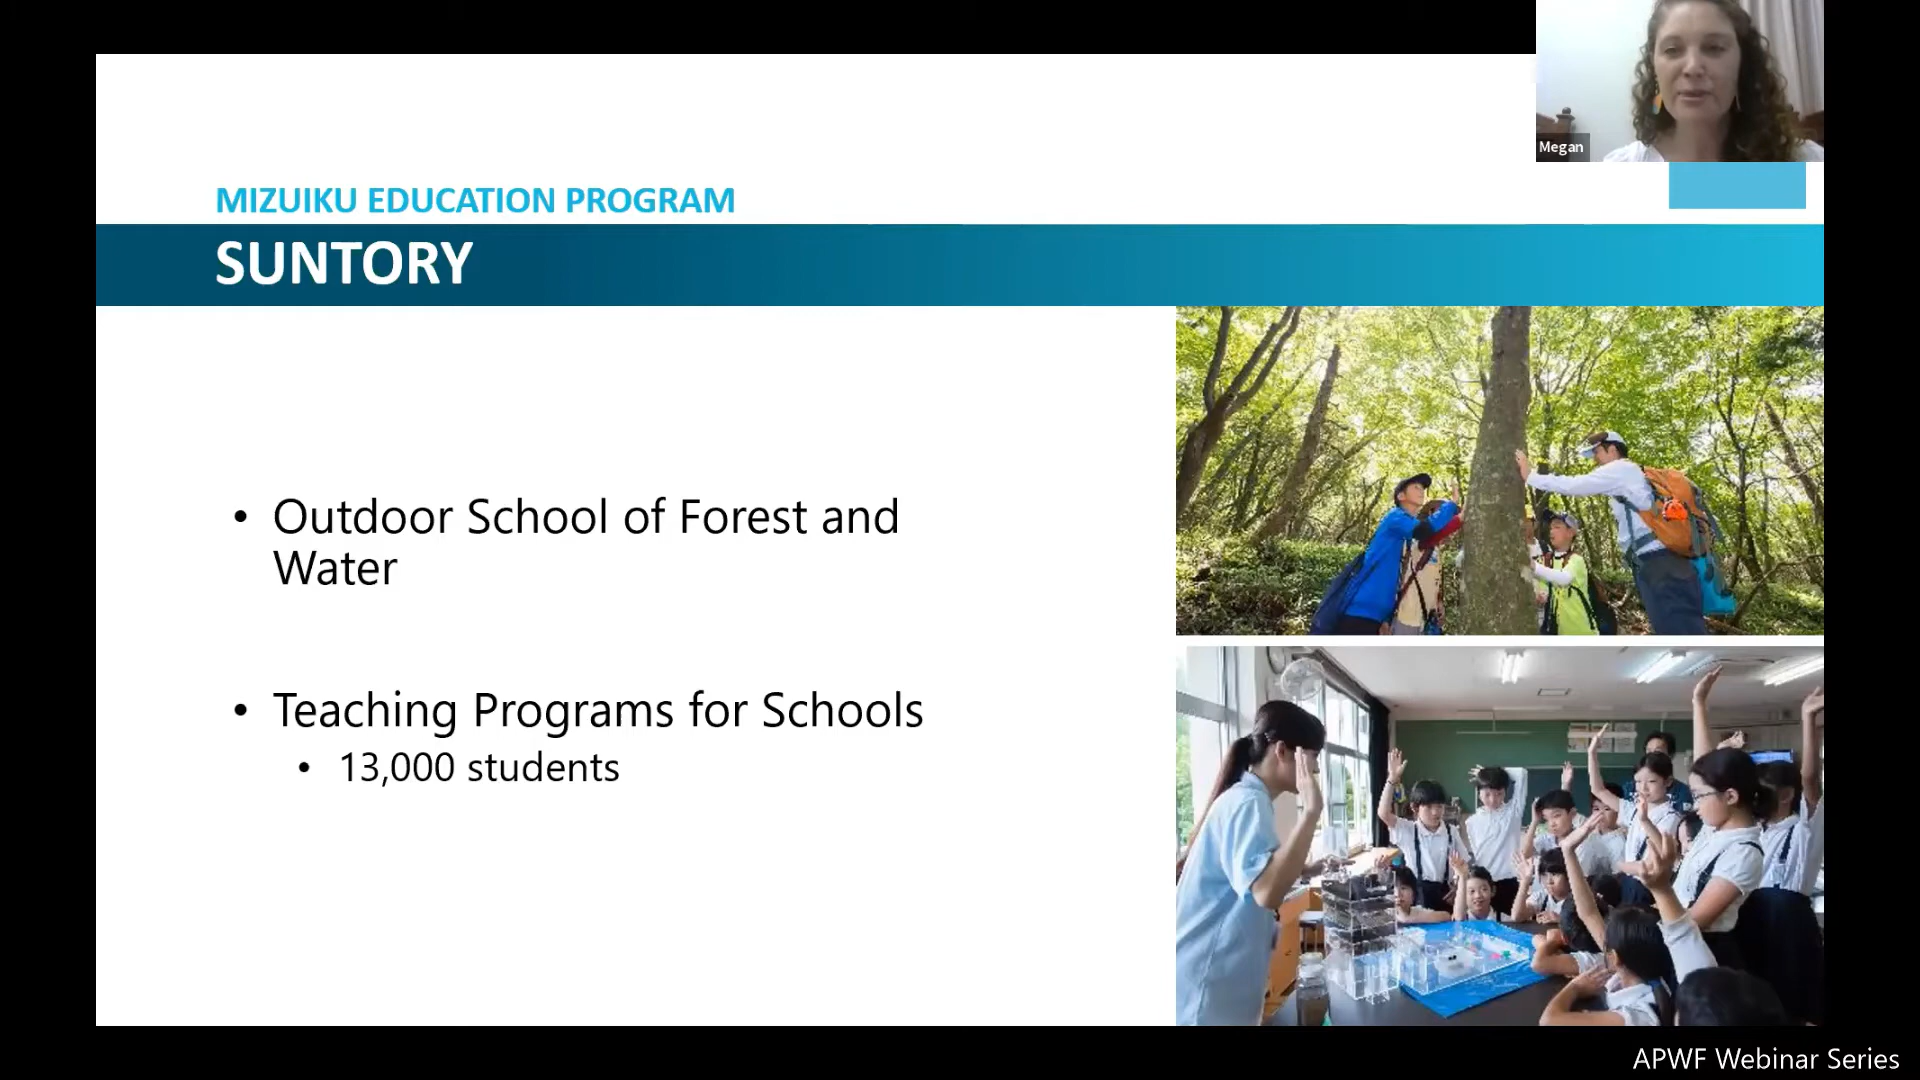 Megan
MIZUIKU EDUCATION PROGRAM
SUNTORY
• Outdoor School of Forest and
Water
• Teaching Programs for Schools
• 13,000 students
APWF Webinar Series